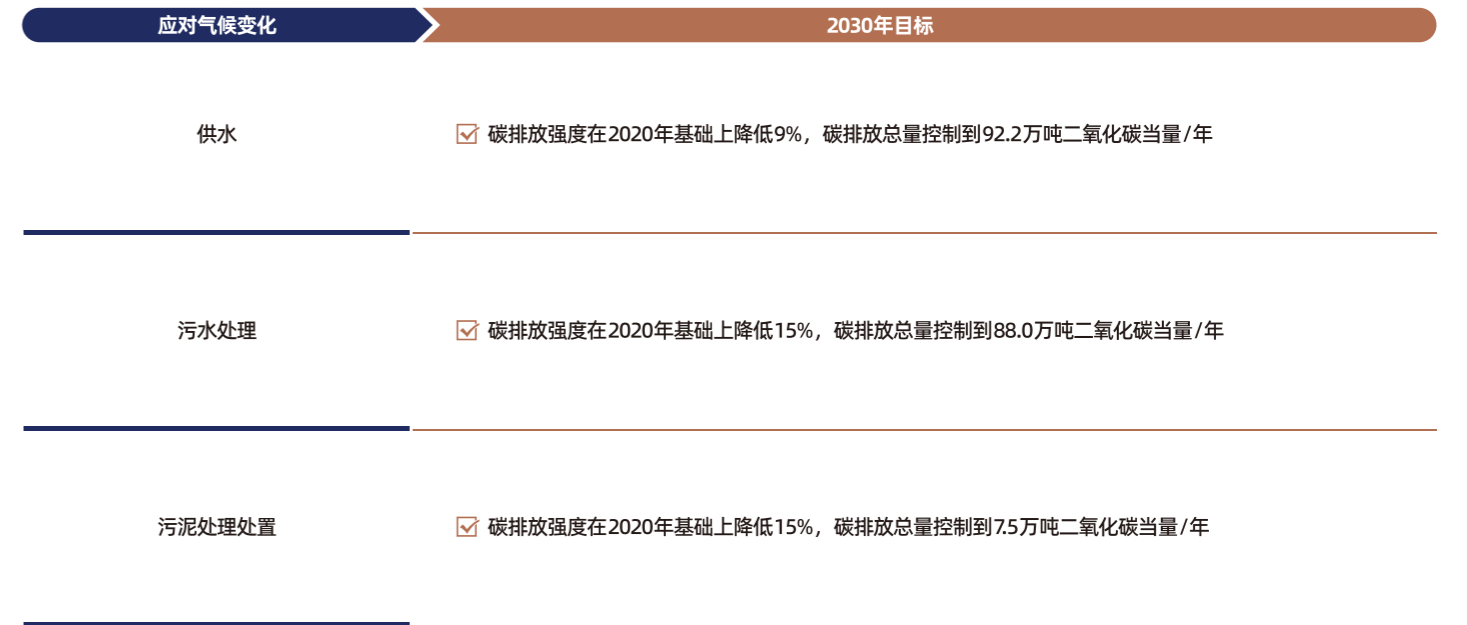 应对气候变化
2030年目标
供水
碳排放强度在2020年基础上降低9%，碳排放总量控制到92.2万吨二氧化碳当量/年
污水处理
碳排放强度在2020年基础上降低15%，碳排放总量控制到88.0万吨二氧化碳当量/年
污泥处理处置
碳排放强度在2020年基础上降低15%，碳排放总量控制到7.5万吨二氧化碳当量/年